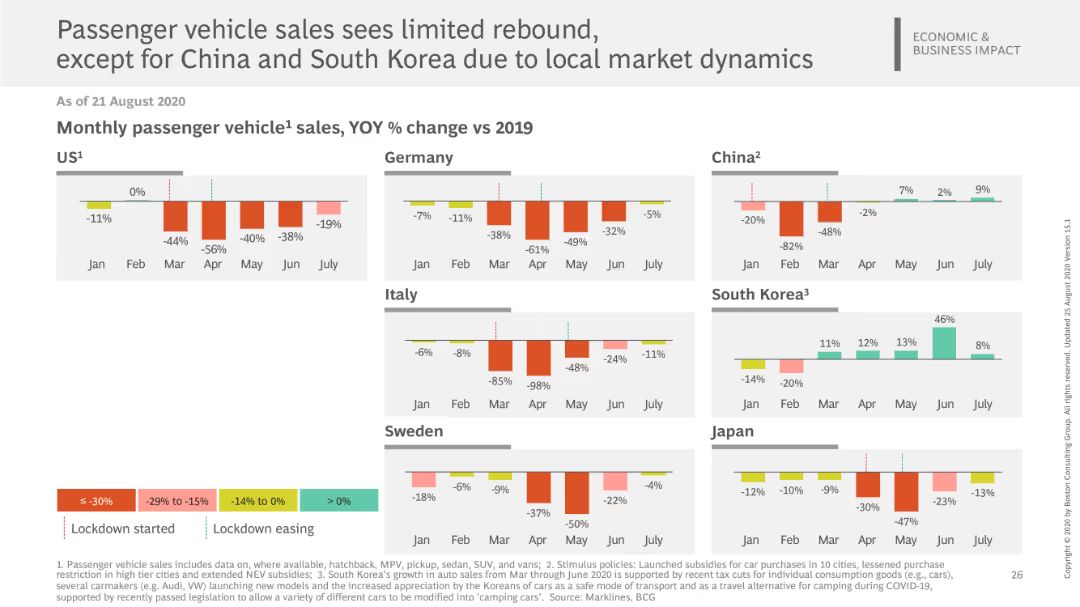 Passenger vehicle sales sees limited rebound,
except for China and South Korea due to local market dynamics
ECONOMIC &
BUSINESS IMPACT
As of 21 August 2020
Monthly passenger vehicle¹ sales, YOY % change vs 2019
US¹
0%
-11%
-44%
-56%
-40%
-38%
-19%
Jan Feb Mar Apr May Jun July
Germany
-7%
-11%
-38%
-61%
-49%
-32%
-5%
Jan Feb Mar Apr May Jun July
China²
-20%
-82%
-48%
-2%
7%
2%
9%
Jan Feb Mar Apr May Jun July
Italy
-6%
-8%
-85%
-98%
-48%
-24%
-11%
Jan Feb Mar Apr May Jun July
South Korea³
-14%
-20%
11%
12%
13%
46%
8%
Jan Feb Mar Apr May Jun July
Sweden
-18%
-6%
-9%
-37%
-50%
-22%
-4%
Jan Feb Mar Apr May Jun July
Japan
-12%
-10%
-9%
-30%
-47%
-23%
-13%
Jan Feb Mar Apr May Jun July
≤ -30% -29% to -15% -14% to 0% > 0%
Lockdown started Lockdown easing
1. Passenger vehicle sales includes data on, where available, hatchback, MPV, pickup, sedan, SUV, and vans; 2. Stimulus policies: Launched subsidies for car purchases in 10 cities, lessened purchase
restriction in high tier cities and extended NEV subsidies; 3. South Korea's growth in auto sales from Mar through June 2020 is supported by recent tax cuts for individual consumption goods (e.g., cars),
several carmakers (e.g. Audi, VW) launching new models and the increased appreciation by the Koreans of cars as a safe mode of transport and as a travel alternative for camping during COVID-19,
supported by recently passed legislation to allow a variety of different cars to be modified into 'camping cars'. Source: Marklines, BCG
26
Copyright © 2020 by Boston Consulting Group. All rights reserved. Updated 25 August 2020 Version 15.1